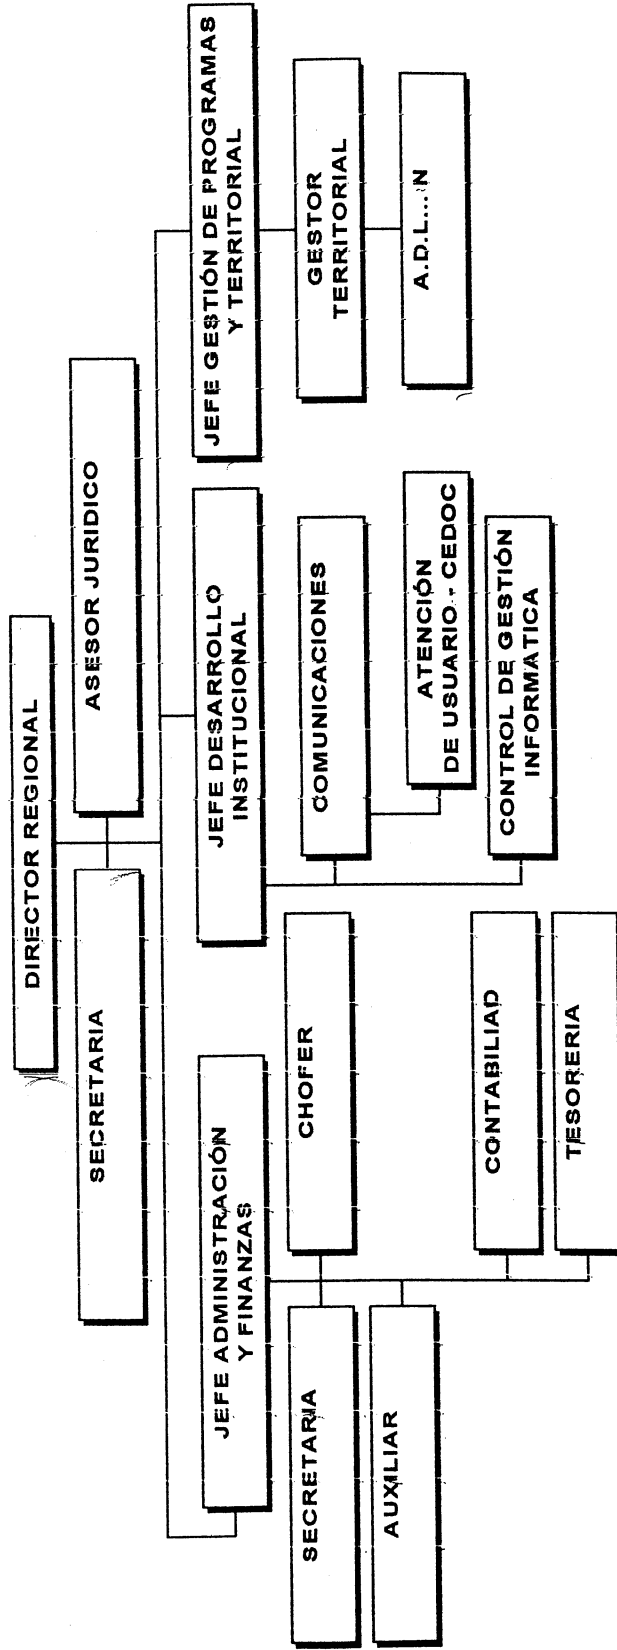 DIRECTOR REGIONAL
SECRETARIA
ASESOR JURIDICO
JEFE ADMINISTRACIÓN
Y FINANZAS
JEFE DESARROLLO
INSTITUCIONAL
JEFE GESTIÓN DE PROGRAMAS
Y TERRITORIAL
SECRETARIA
CHOFER
AUXILIAR
CONTABILIAD
TESORERIA
COMUNICACIONES
ATENCIÓN
DE USUARIO - CEDOC
CONTROL DE GESTIÓN
INFORMATICA
GESTOR
TERRITORIAL
A.D.L...N